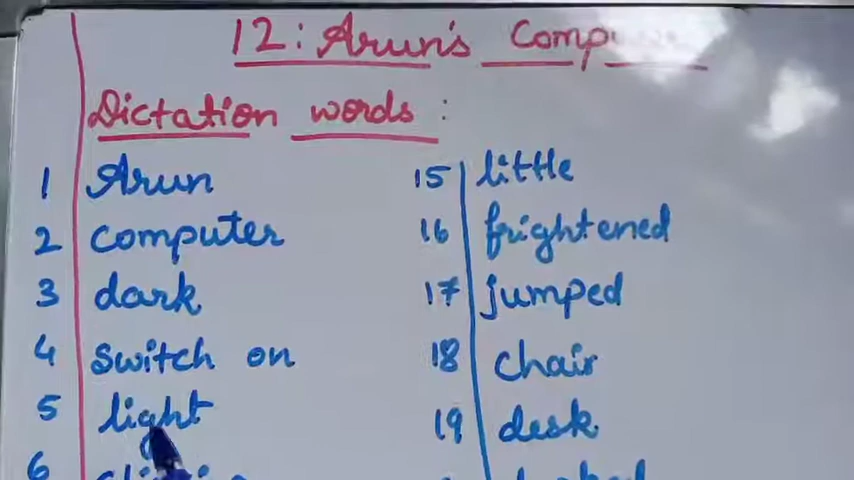 12: Arun's
Dictation words :
1 Arun
2 computer
3 dark
4 switch on
5 light
6
15 little
16 frightened
17 jumped
18 chair
19 desk